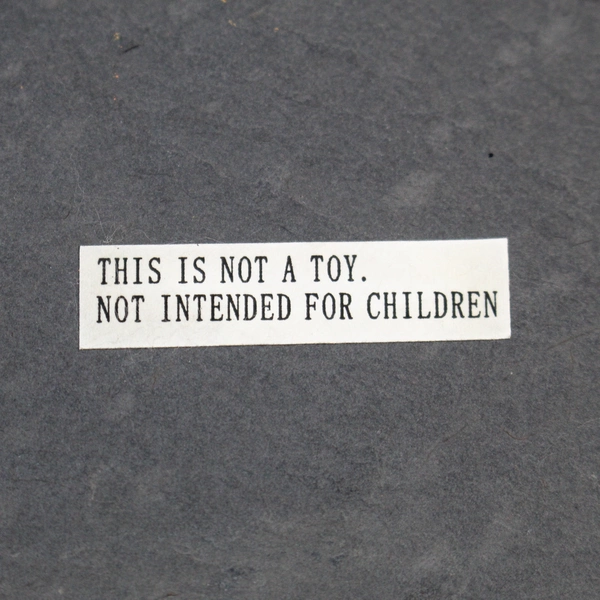 THIS IS NOT A TOY.
NOT INTENDED FOR CHILDREN